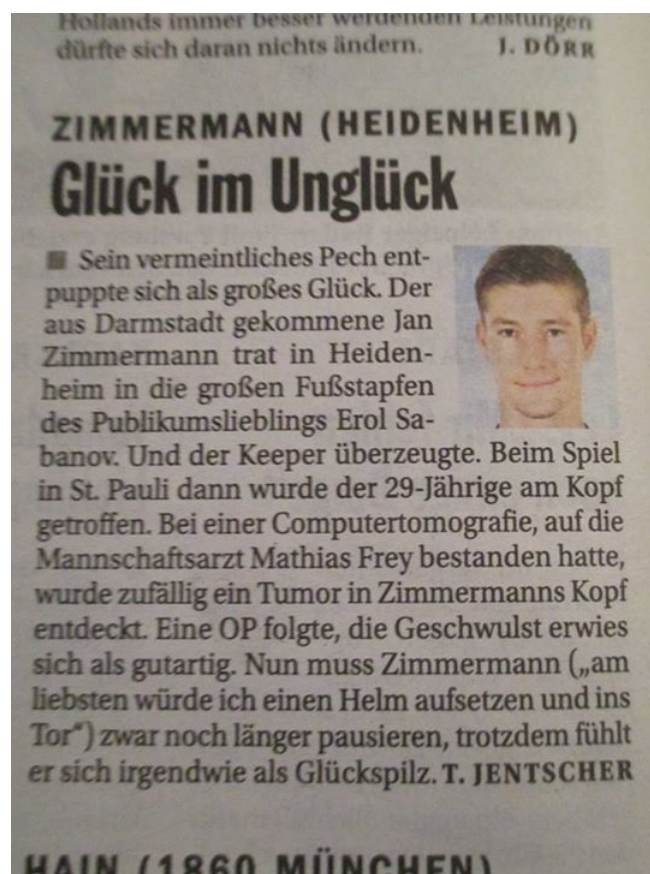 Hollands immer besser werdenden Leistungen
dürfte sich daran nichts ändern. J. DÖRR
ZIMMERMANN (HEIDENHEIM)
Glück im Unglück
■ Sein vermeintliches Pech ent-
puppte sich als großes Glück. Der
aus Darmstadt gekommene Jan
Zimmermann trat in Heiden-
heim in die großen Fußstapfen
des Publikumslieblings Erol Sa-
banov. Und der Keeper überzeugte. Beim Spiel
in St. Pauli dann wurde der 29-Jährige am Kopf
getroffen. Bei einer Computertomografie, auf die
Mannschaftsarzt Mathias Frey bestanden hatte,
wurde zufällig ein Tumor in Zimmermanns Kopf
entdeckt. Eine OP folgte, die Geschwulst erwies
sich als gutartig. Nun muss Zimmermann („am
liebsten würde ich einen Helm aufsetzen und ins
Tor“) zwar noch länger pausieren, trotzdem fühlt
er sich irgendwie als Glückspilz. T. JENTSCHER
HAIN (1860 MÜNCHEN)